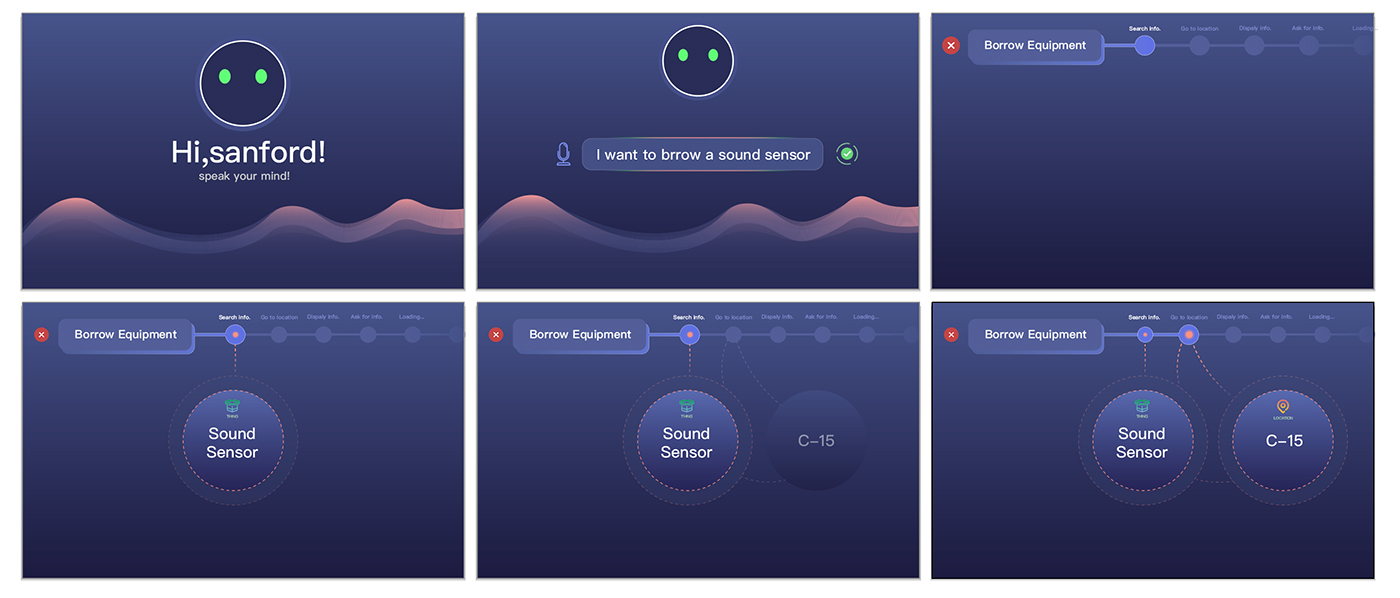 Hi,sanford!
speak your mind!
I want to brrow a sound sensor
Borrow Equipment
Search Info.
Go to location
Dispaly Info.
Ask for Info.
Loading...
Borrow Equipment
Search Info.
Go to location
Dispaly Info.
Ask for Info.
Loading...
THING
Sound
Sensor
Borrow Equipment
Search Info.
Go to location
Dispaly Info.
Ask for Info.
Loading...
THING
Sound
Sensor
C-15
Borrow Equipment
Search Info.
Go to location
Dispaly Info.
Ask for Info.
Loading...
THING
Sound
Sensor
LOCATION
C-15